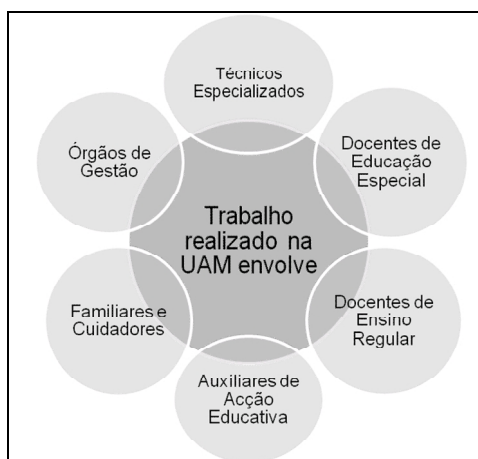 Técnicos
Especializados
Docentes de
Educação
Especial
Docentes de
Ensino
Regular
Auxiliares de
Acção
Educativa
Familiares e
Cuidadores
Órgãos de
Gestão
Trabalho
realizado na
UAM envolve